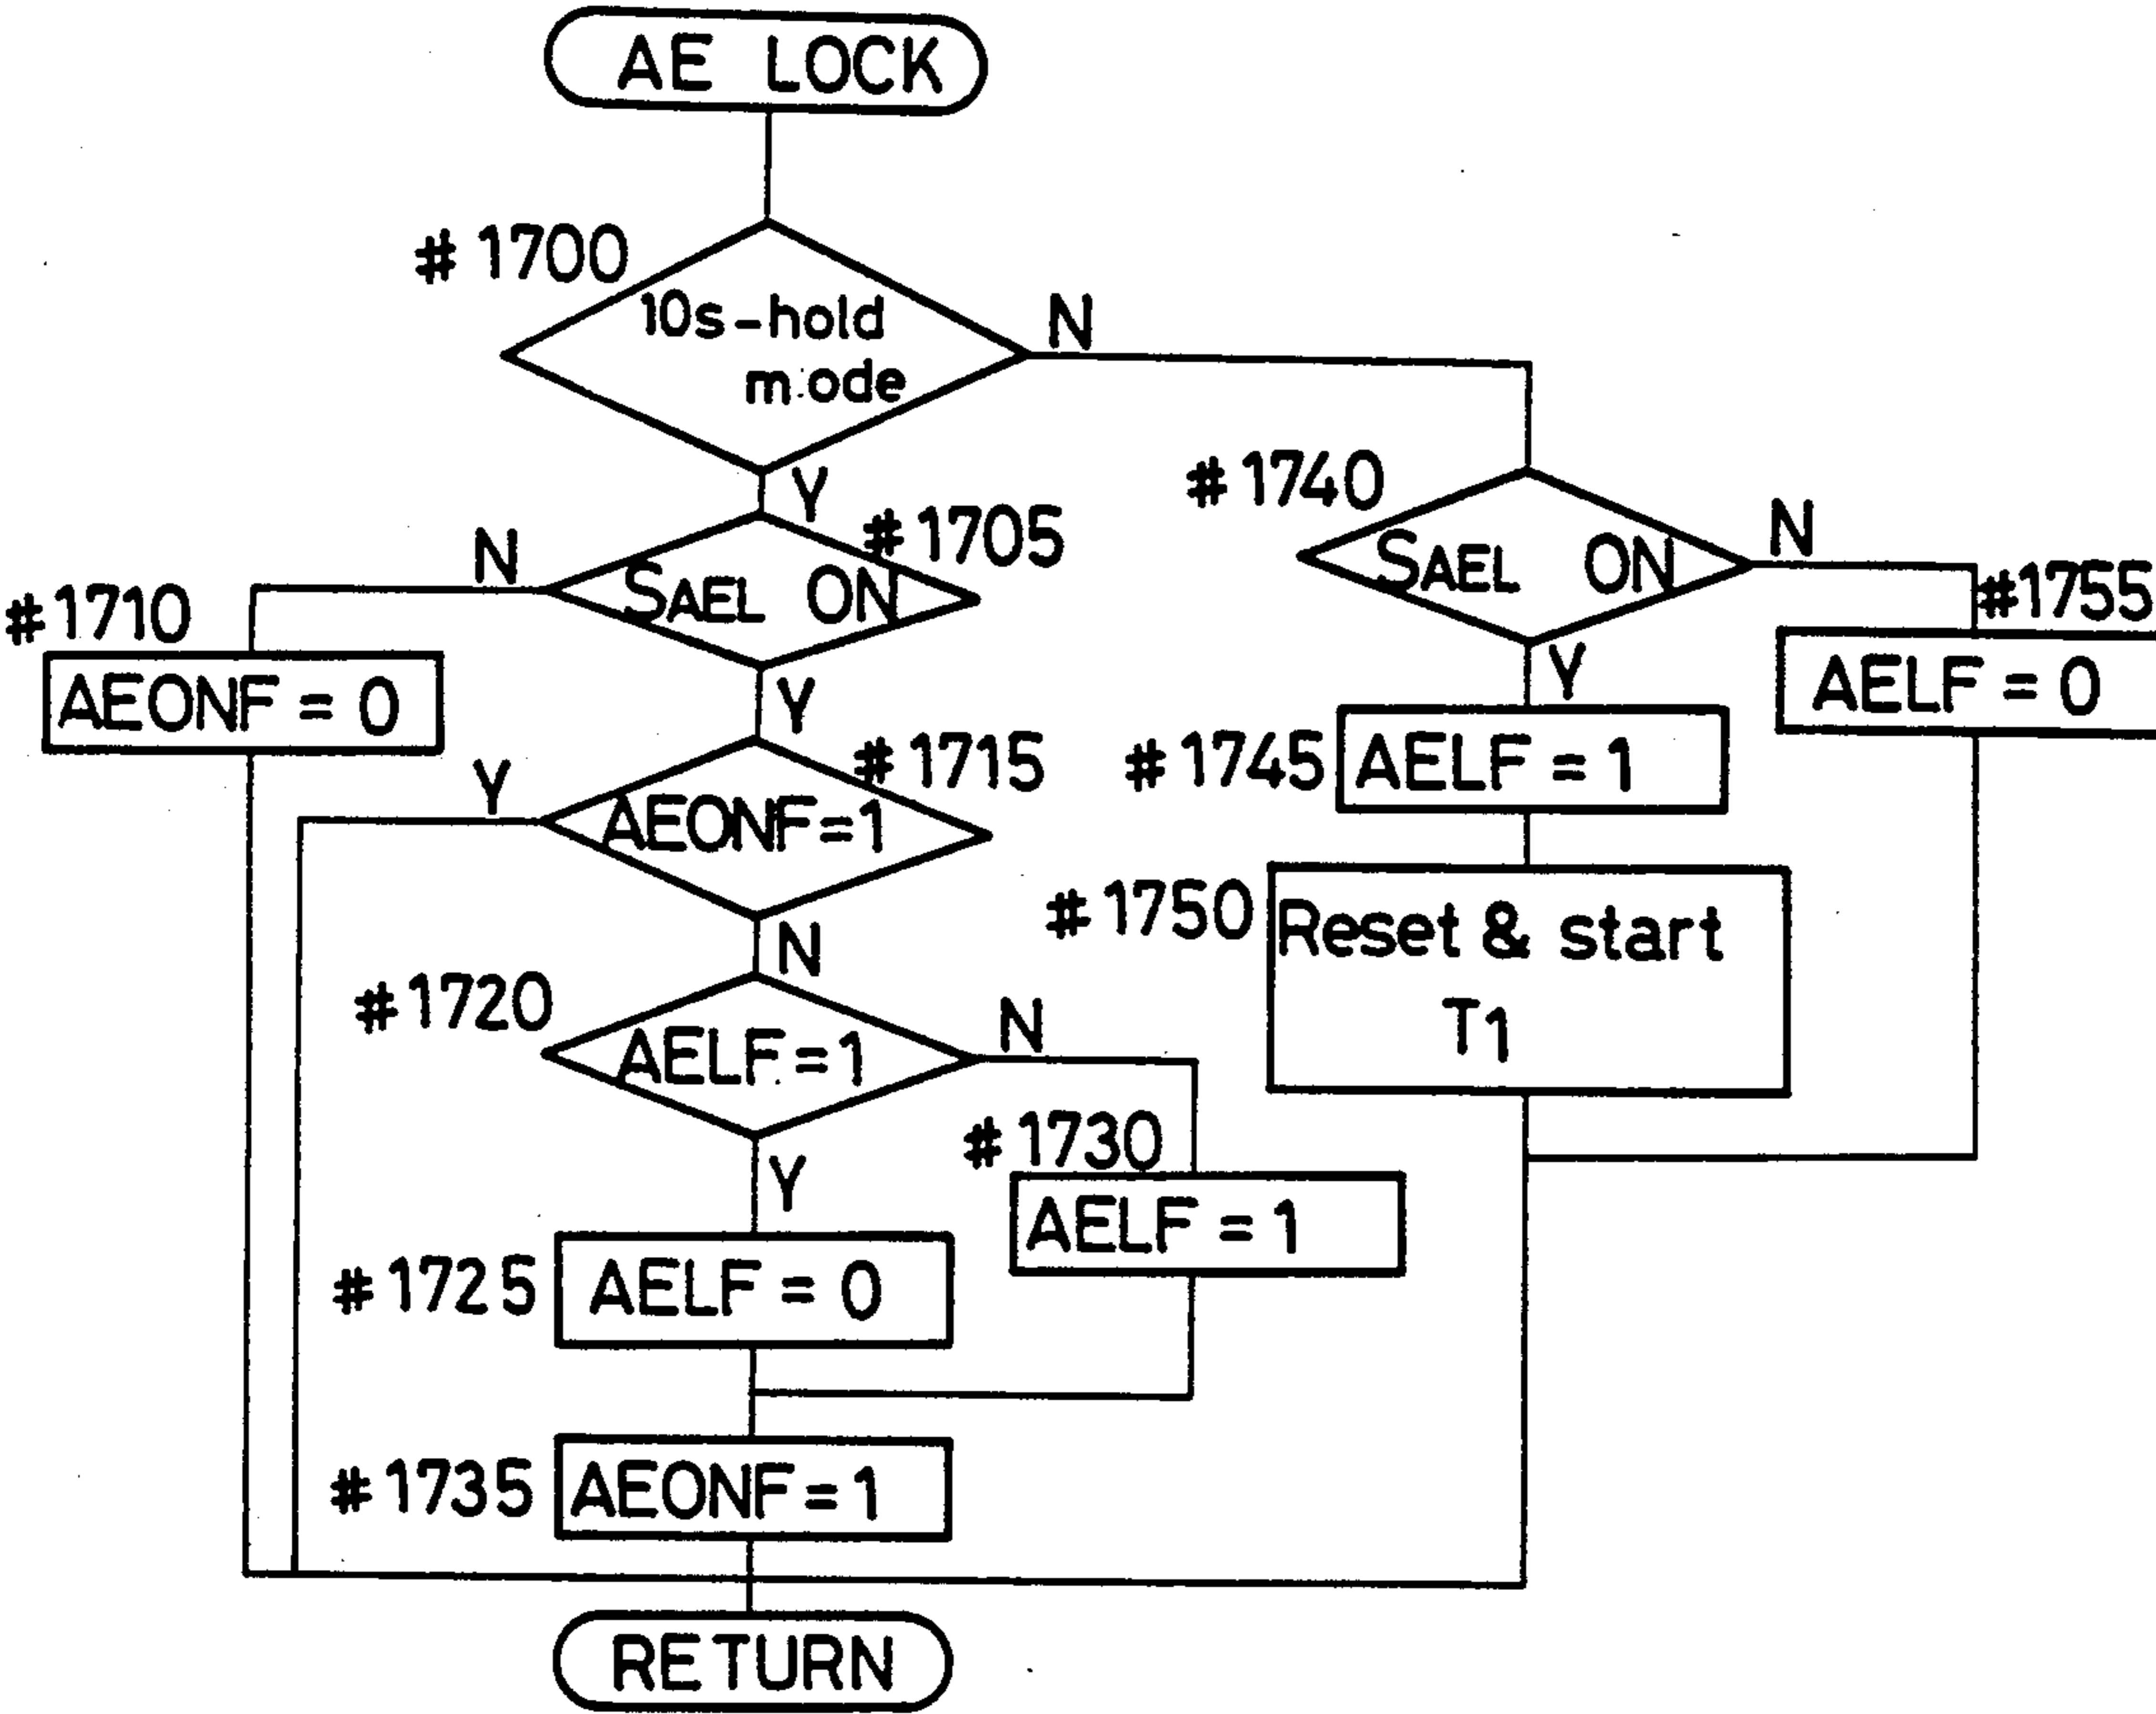 AE LOCK
#1700
10s-hold
mode
N
Y
#1705
SAEL ON
N
#1710
AEONF = 0
Y
#1715
AEONF=1
Y
N
#1720
AELF=1
N
#1730
AELF = 1
Y
#1725
AELF = 0
#1735
AEONF=1
#1740
SAEL ON
N
#1755
AELF = 0
Y
#1745
AELF = 1
#1750
Reset & start
T1
RETURN